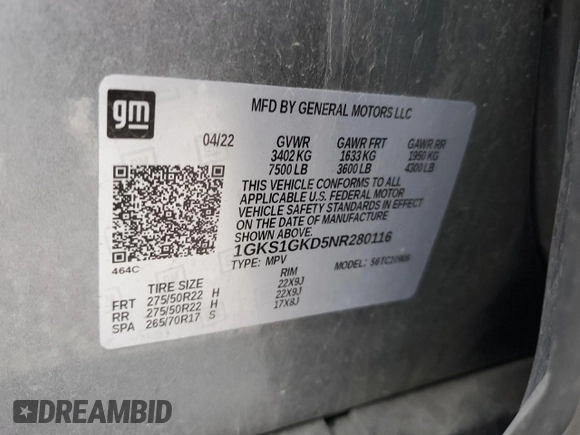 gm
MFD BY GENERAL MOTORS LLC
04/22 GVWR GAWR FRT GAWR RR
3402 KG 1633 KG 1950 KG
7500 LB 3600 LB 4300 LB
THIS VEHICLE CONFORMS TO ALL
APPLICABLE U.S. FEDERAL MOTOR
VEHICLE SAFETY STANDARDS IN EFFECT
ON THE DATE OF MANUFACTURE
SHOWN ABOVE.
1GKS1GKD5NR280116
TYPE: MPV MODEL:
464C
TIRE SIZE RIM
FRT 275/50R22 H 22X9J
RR 275/50R22 H 22X9J
SPA 265/70R17 S 17X8J
DREAMBID